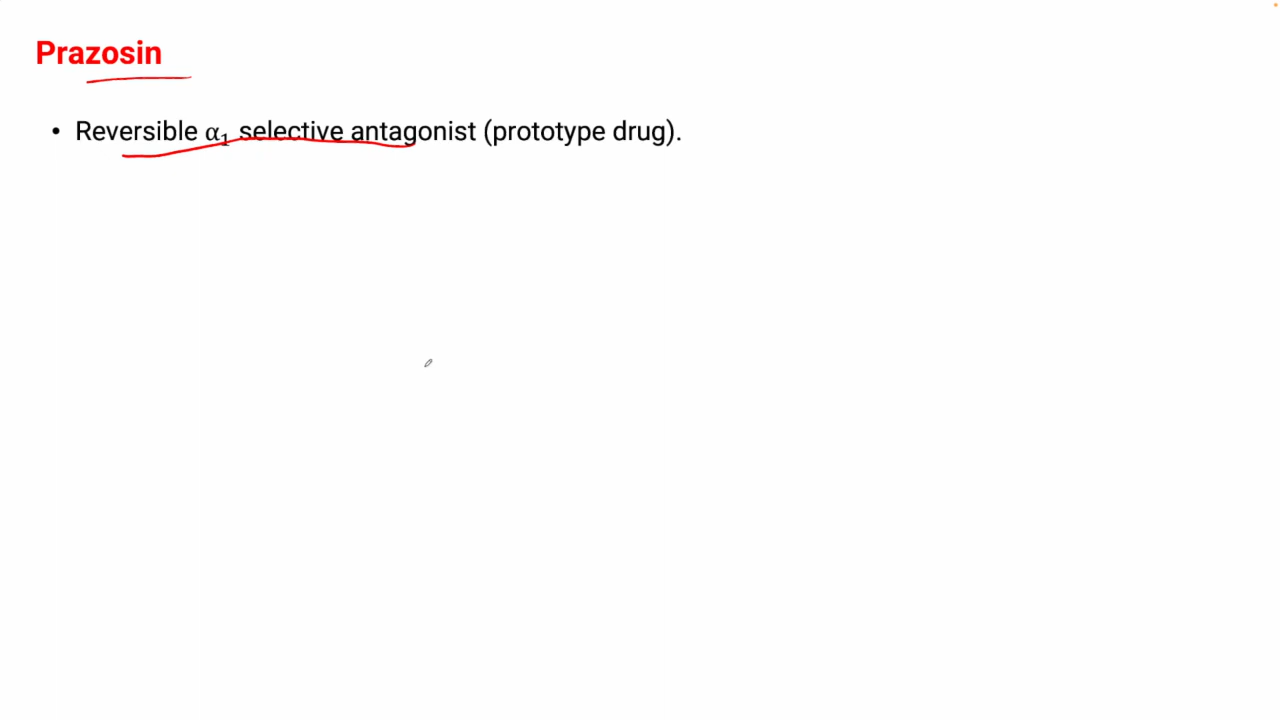 Prazosin
• Reversible α₁ selective antagonist (prototype drug).